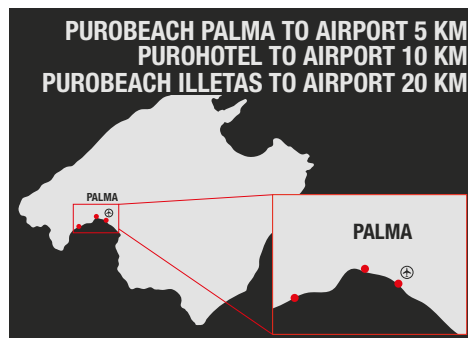 PUROBEACH PALMA TO AIRPORT 5 KM
PUROHOTEL TO AIRPORT 10 KM
PUROBEACH ILLETAS TO AIRPORT 20 KM
PALMA
PALMA